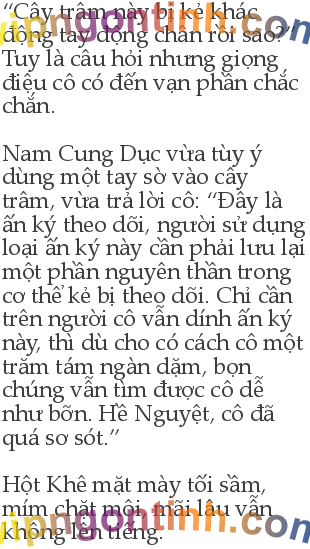 “Cây trâm này bị kẻ khác
động tay động chân rồi sao?”
Tuy là câu hỏi nhưng giọng
điệu cô có đến vạn phần chắc
chắn.
Nam Cung Dục vừa tùy ý
dùng một tay sờ vào cây
trâm, vừa trả lời cô: “Đây là
ấn ký theo dõi, người sử dụng
loại ấn ký này cần phải lưu lại
một phần nguyên thần trong
cơ thể kẻ bị theo dõi. Chỉ cần
trên người cô vẫn dính ấn ký
này, thì dù cho có cách cô một
trăm tám ngàn dặm, bọn
chúng vẫn tìm được cô dễ
như bỡn. Hề Nguyệt, cô đã
quá sơ sót.”
Hột Khê mặt mày tối sầm,
mím chặt môi, mãi lâu vẫn
không lên tiếng.
vipngontinh.com
vipngontinh.com